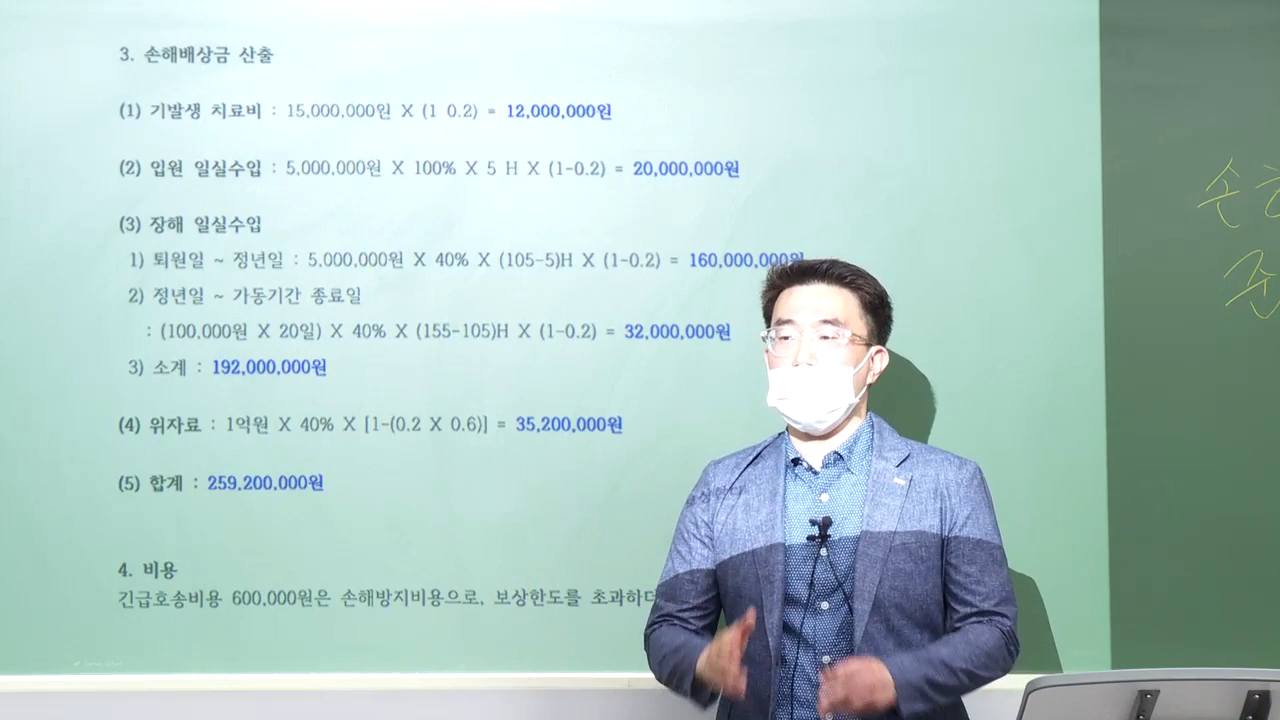 3. 손해배상금 산출
(1) 기발생 치료비 : 15,000,000원 X (1 0.2) = 12,000,000원
(2) 입원 일실수입 : 5,000,000원 X 100% X 5 H X (1-0.2) = 20,000,000원
(3) 장해 일실수입
1) 퇴원일 ~ 정년일 : 5,000,000원 X 40% X (105-5)H X (1-0.2) = 160,000,000원
2) 정년일 ~ 가동기간 종료일
: (100,000원 X 20일) X 40% X (155-105)H X (1-0.2) = 32,000,000원
3) 소계 : 192,000,000원
(4) 위자료 : 1억원 X 40% X [1-(0.2 X 0.6)] = 35,200,000원
(5) 합계 : 259,200,000원
4. 비용
긴급호송비용 600,000원은 손해방지비용으로, 보상한도를 초과하더
손
준